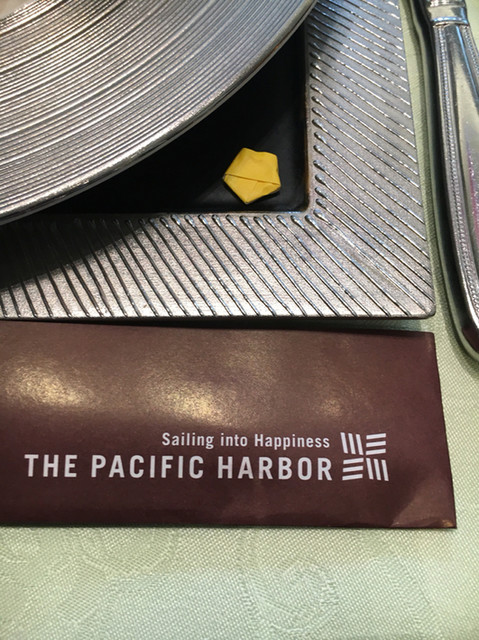 Sailing into Happiness
THE PACIFIC HARBOR